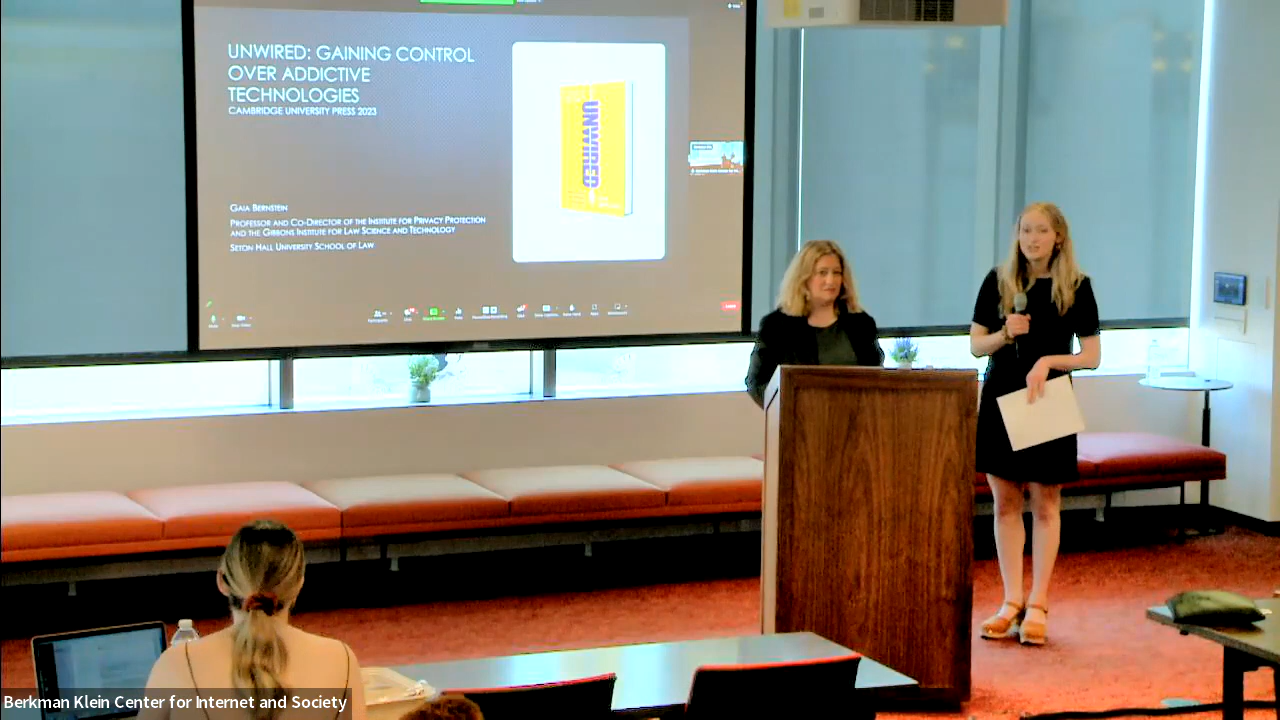 UNWIRED: GAINING CONTROL
OVER ADDICTIVE
TECHNOLOGIES
CAMBRIDGE UNIVERSITY PRESS 2023
UNWIRED
GAIA BERNSTEIN
PROFESSOR AND CO-DIRECTOR OF THE INSTITUTE FOR PRIVACY PROTECTION
AND THE GIBBONS INSTITUTE FOR LAW SCIENCE AND TECHNOLOGY
SETON HALL UNIVERSITY SCHOOL OF LAW
Berkman Klein Center for Internet and Society